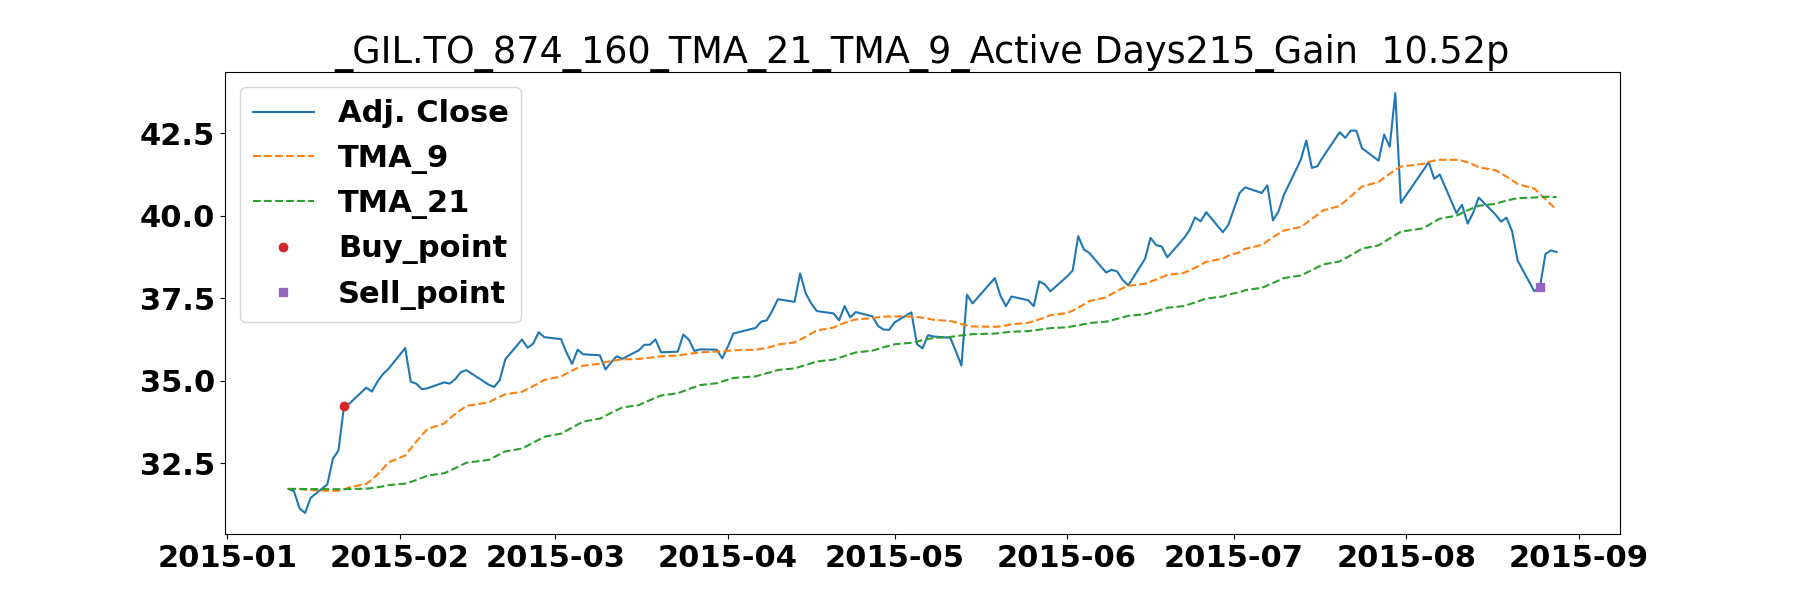 _GIL.TO_874_160_TMA_21_TMA_9_Active Days215_Gain  10.52p
Adj. Close
TMA_9
TMA_21
Buy_point
Sell_point
42.5
40.0
37.5
35.0
32.5
2015-01 2015-02 2015-03 2015-04 2015-05 2015-06 2015-07 2015-08 2015-09